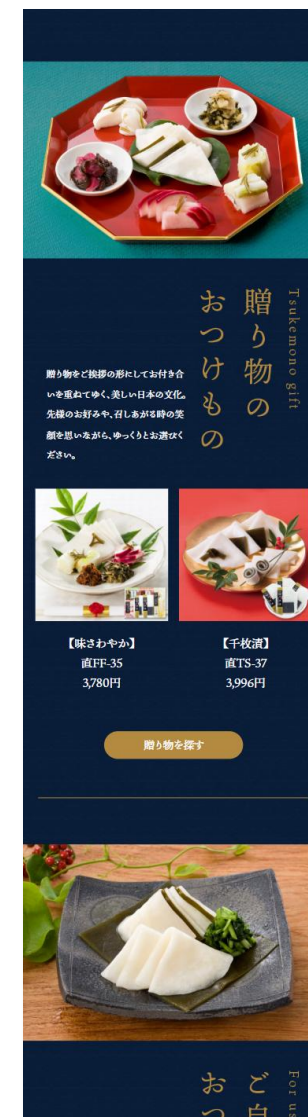 Tsukemono gift
贈り物の
おつけもの
贈り物をご挨拶の形にしてお付き合
いを重ねてゆく、美しい日本の文化。
先様のお好みや、召しあがる時の笑
顔を思いながら、ゆっくりとお選びく
ださい。
【味さわやか】
直FF-35
3,780円
【千枚漬】
直TS-37
3,996円
贈り物を探す
For us
ご自
おつ